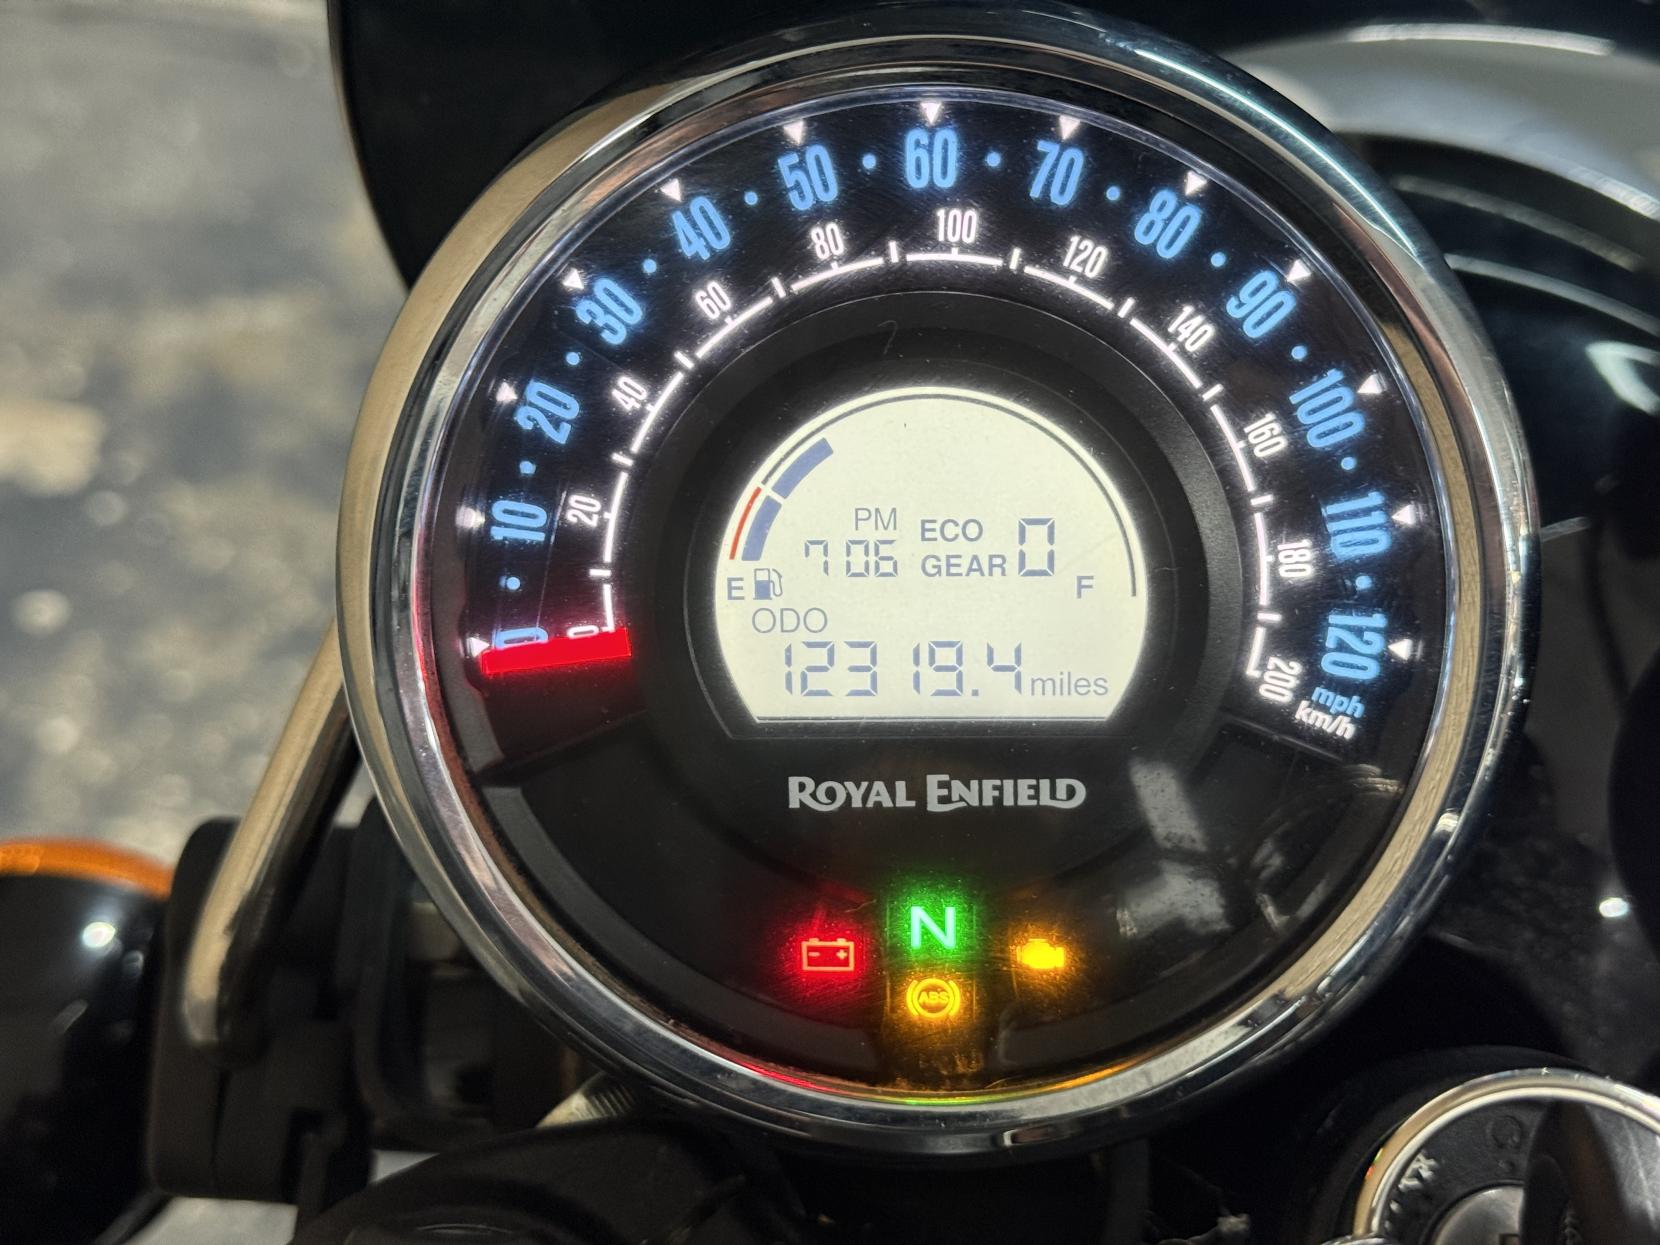 0 10 20 30 40 50 60 70 80 90 100 110 120
mph
0 20 40 60 80 100 120 140 160 180 200
km/h
PM
7 06
ECO
GEAR 0
E
F
ODO
12319.4 miles
ROYAL ENFIELD
N
ABS